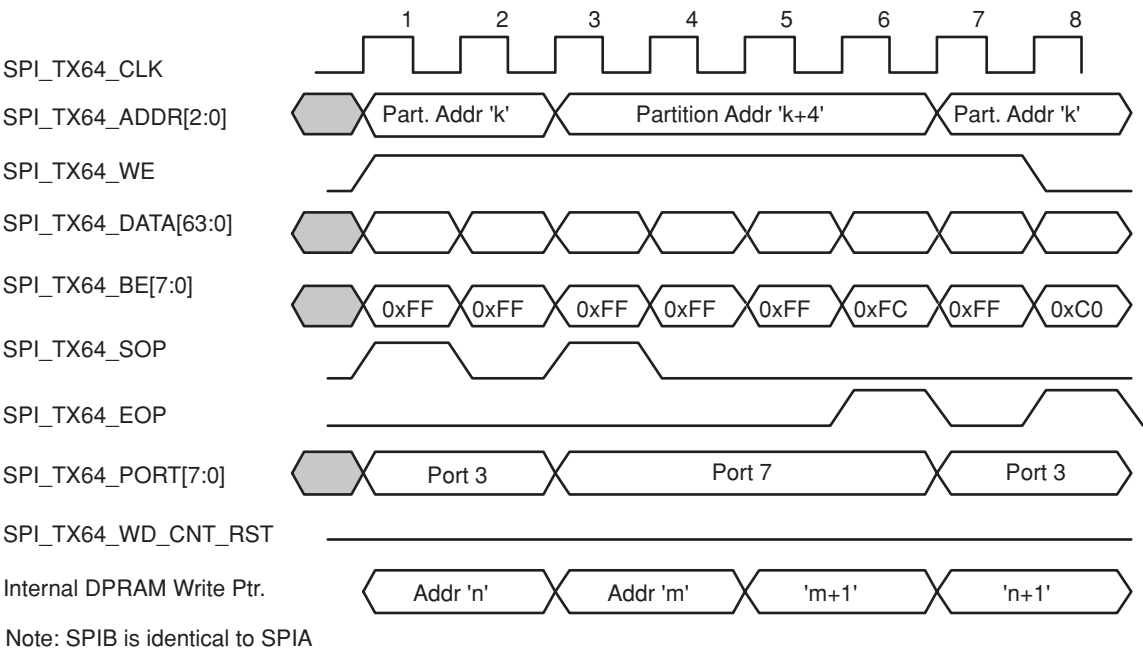 1 2 3 4 5 6 7 8
SPI_TX64_CLK
SPI_TX64_ADDR[2:0] Part. Addr 'k' Partition Addr 'k+4' Part. Addr 'k'
SPI_TX64_WE
SPI_TX64_DATA[63:0]
SPI_TX64_BE[7:0] 0xFF 0xFF 0xFF 0xFF 0xFF 0xFC 0xFF 0xC0
SPI_TX64_SOP
SPI_TX64_EOP
SPI_TX64_PORT[7:0] Port 3 Port 7 Port 3
SPI_TX64_WD_CNT_RST
Internal DPRAM Write Ptr. Addr 'n' Addr 'm' 'm+1' 'n+1'
Note: SPIB is identical to SPIA